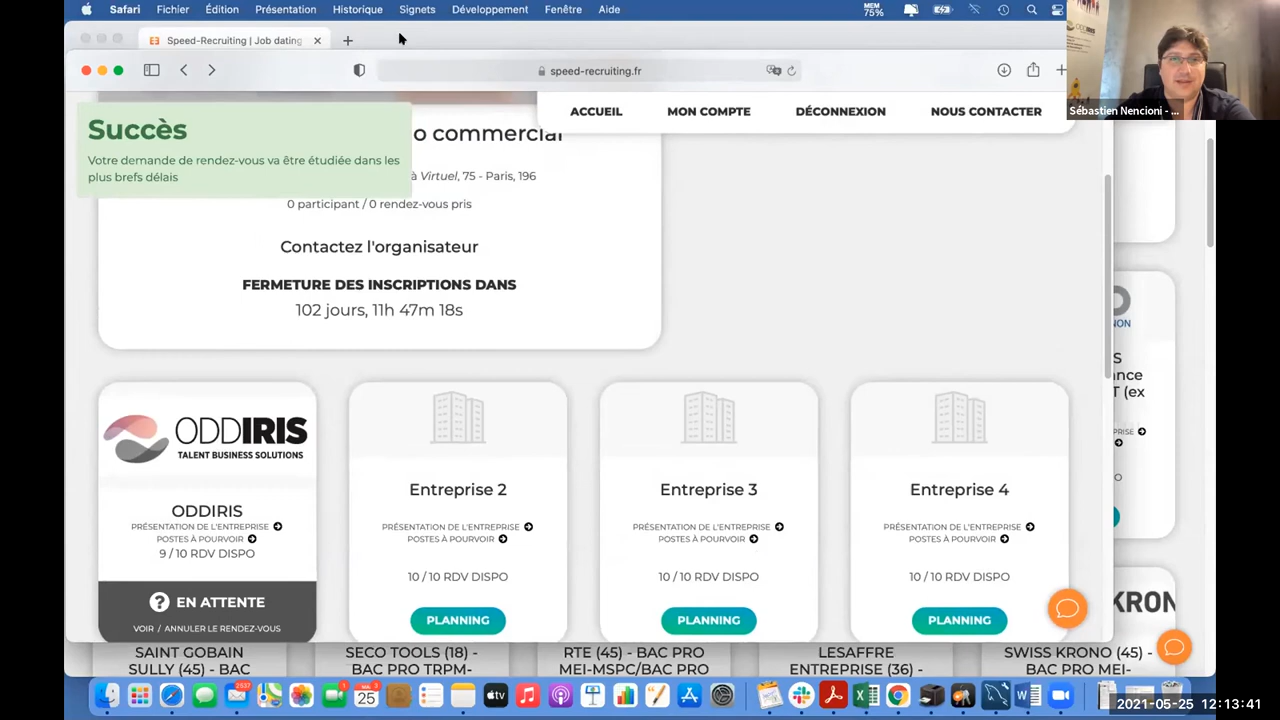 Safari Fichier Édition Présentation Historique Signets Développement Fenêtre Aide MEM 75%
Speed-Recruiting | Job dating
speed-recruiting.fr
ACCUEIL MON COMPTE DÉCONNEXION NOUS CONTACTER
Sébastien Nencioni - ...
Succès
Votre demande de rendez-vous va être étudiée dans les
plus brefs délais
o commercial
à Virtuel, 75 - Paris, 196
0 participant / 0 rendez-vous pris
Contactez l'organisateur
FERMETURE DES INSCRIPTIONS DANS
102 jours, 11h 47m 18s
ODDIRIS
TALENT BUSINESS SOLUTIONS
ODDIRIS
PRÉSENTATION DE L'ENTREPRISE
POSTES À POURVOIR
9 / 10 RDV DISPO
? EN ATTENTE
VOIR / ANNULER LE RENDEZ-VOUS
Entreprise 2
PRÉSENTATION DE L'ENTREPRISE
POSTES À POURVOIR
10 / 10 RDV DISPO
PLANNING
Entreprise 3
PRÉSENTATION DE L'ENTREPRISE
POSTES À POURVOIR
10 / 10 RDV DISPO
PLANNING
Entreprise 4
PRÉSENTATION DE L'ENTREPRISE
POSTES À POURVOIR
10 / 10 RDV DISPO
PLANNING
NON
S
ance
T (ex
PRISE
O
KRON
SAINT GOBAIN
SULLY (45) - BAC
SECO TOOLS (18) -
BAC PRO TRPM-
RTE (45) - BAC PRO
MEI-MSPC/BAC PRO
LESAFFRE
ENTREPRISE (36) -
SWISS KRONO (45) -
BAC PRO MEI-
25
2021-05-25 12:13:41